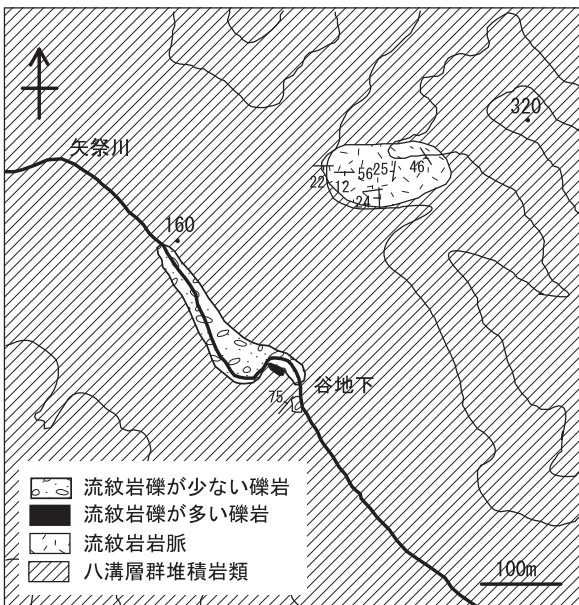 320
矢祭川
22
12
56
25
46
24
160
谷地下
75
流紋岩礫が少ない礫岩
流紋岩礫が多い礫岩
流紋岩岩脈
八溝層群堆積岩類
100m